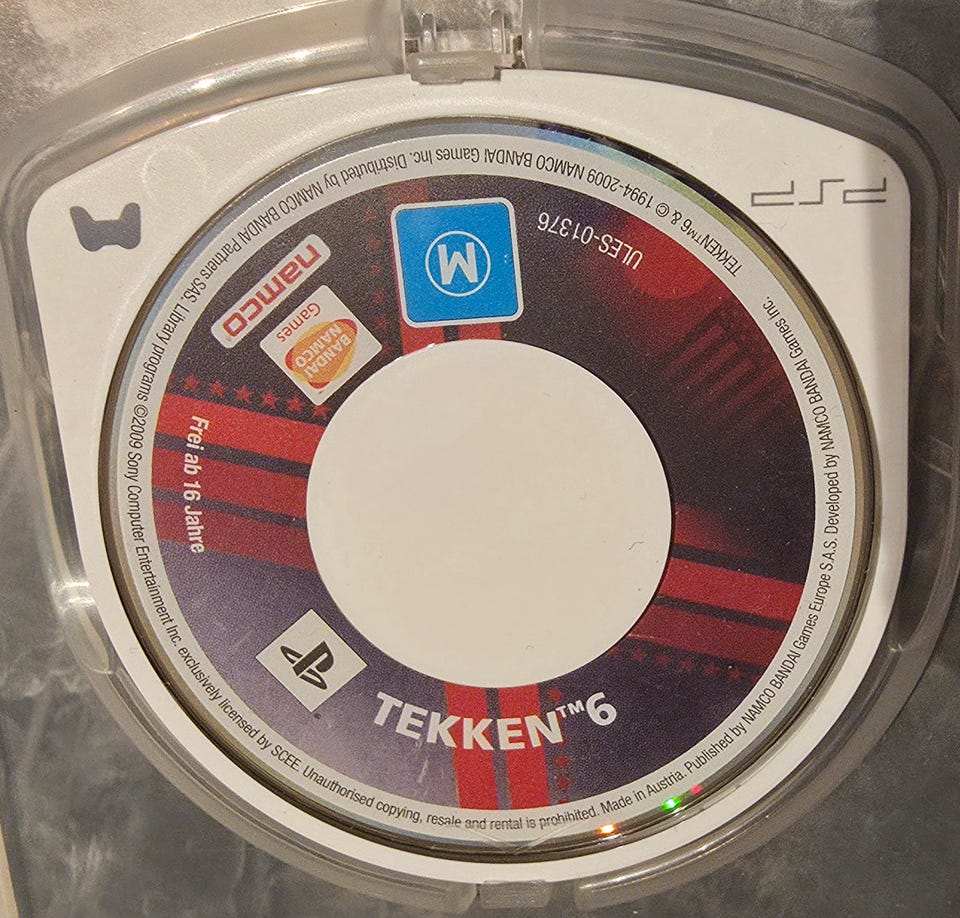 PSP
TEKKEN™6 & © 1994-2009 NAMCO BANDAI Games Inc. Distributed by NAMCO BANDAI Partners SAS. Library programs ©2009 Sony Computer Entertainment Inc. exclusively licensed by SCEE. Unauthorised copying, resale and rental is prohibited. Made in Austria. Published by NAMCO BANDAI Games Europe S.A.S. Developed by NAMCO BANDAI Games Inc.
ULES-01376
M
namco
BANDAI
NAMCO
Games
Frei ab 16 Jahre
TEKKEN™6